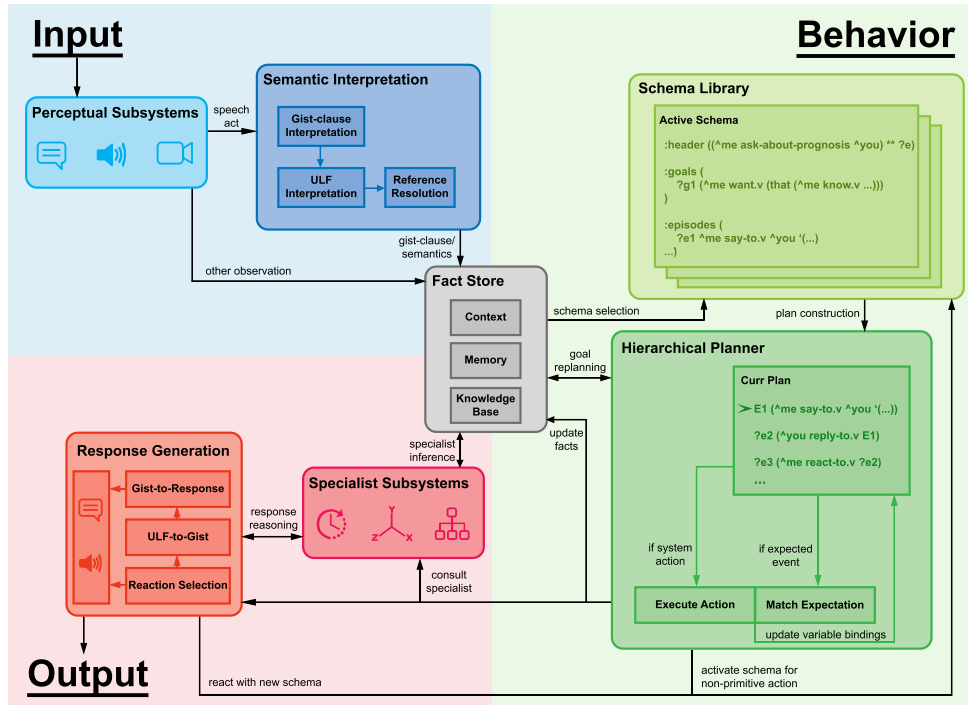 Input
Behavior
Perceptual Subsystems
speech
act
Semantic Interpretation
Gist-clause
Interpretation
ULF
Interpretation
Reference
Resolution
gist-clause/
semantics
other observation
Schema Library
Active Schema
:header ((^me ask-about-prognosis ^you) ** ?e)
:goals (
?g1 (^me want.v (that (^me know.v ...)))
)
:episodes (
?e1 ^me say-to.v ^you ‘(...)
...)
Fact Store
Context
Memory
Knowledge
Base
schema selection
plan construction
goal
replanning
update
facts
specialist
inference
Hierarchical Planner
Curr Plan
E1 (^me say-to.v ^you ‘(...))
?e2 (^you reply-to.v E1)
?e3 (^me react-to.v ?e2)
...
if system
action
if expected
event
Execute Action
Match Expectation
update variable bindings
Response Generation
Gist-to-Response
ULF-to-Gist
Reaction Selection
response
reasoning
Specialist Subsystems
Y
Z
X
consult
specialist
Output
react with new schema
activate schema for
non-primitive action